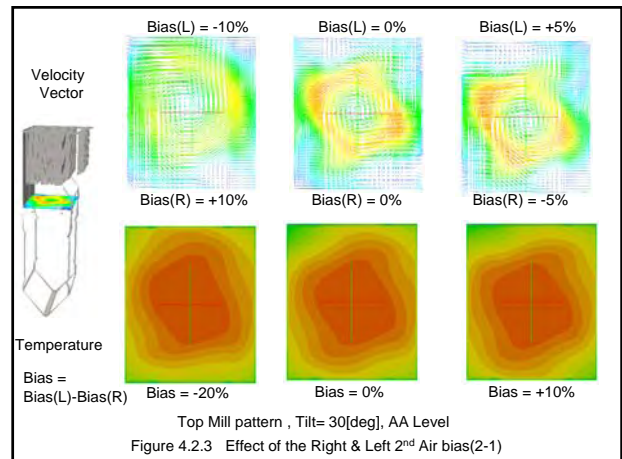 Bias(L) = -10%
Bias(L) = 0%
Bias(L) = +5%
Velocity
Vector
Bias(R) = +10%
Bias(R) = 0%
Bias(R) = -5%
Temperature
Bias =
Bias(L)-Bias(R)
Bias = -20%
Bias = 0%
Bias = +10%
Top Mill pattern , Tilt= 30[deg], AA Level
Figure 4.2.3 Effect of the Right & Left 2nd Air bias(2-1)